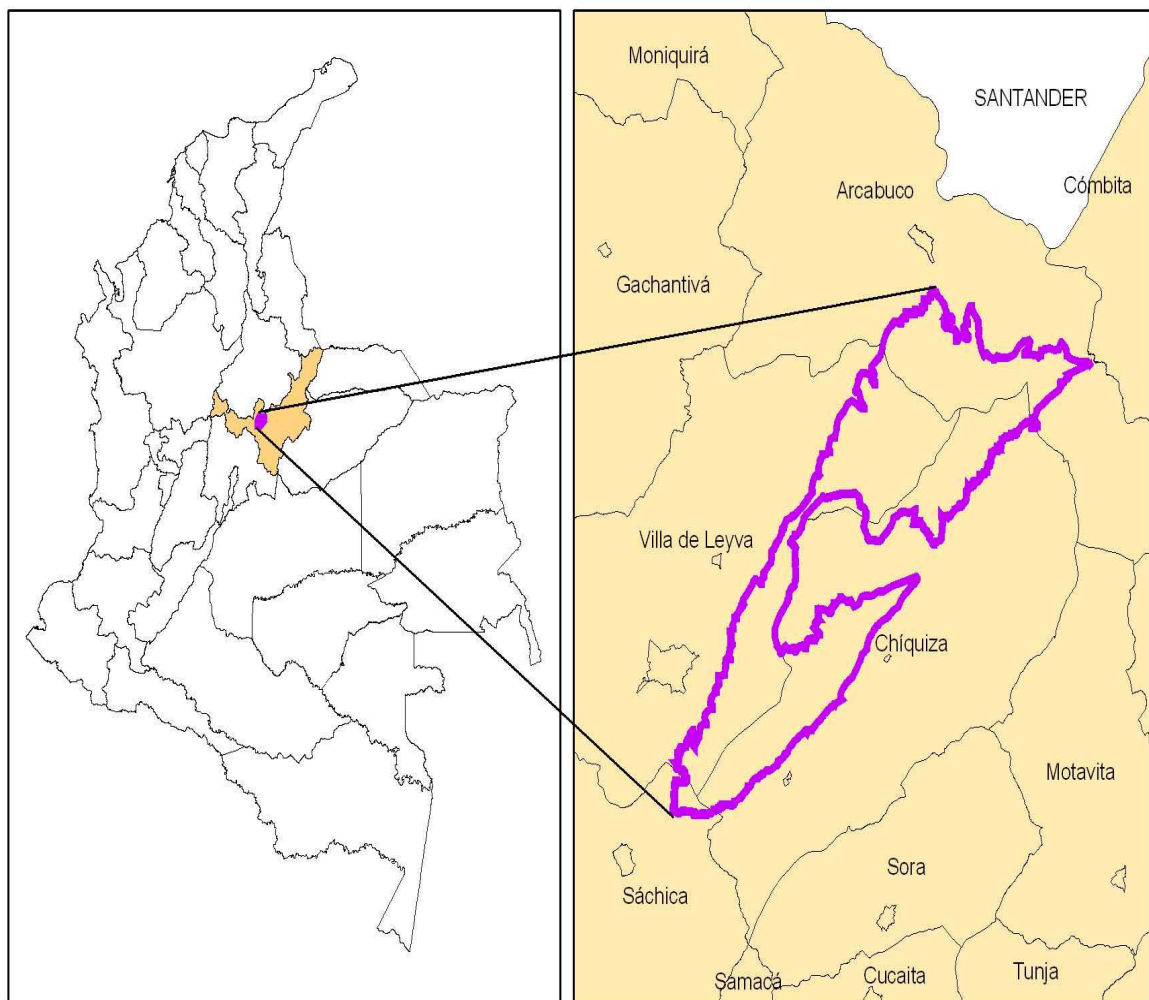 Moniquirá
SANTANDER
Cómbita
Arcabuco
Gachantivá
Villa de Leyva
Chíquiza
Motavita
Sora
Sáchica
Samacá
Cucaita
Tunja